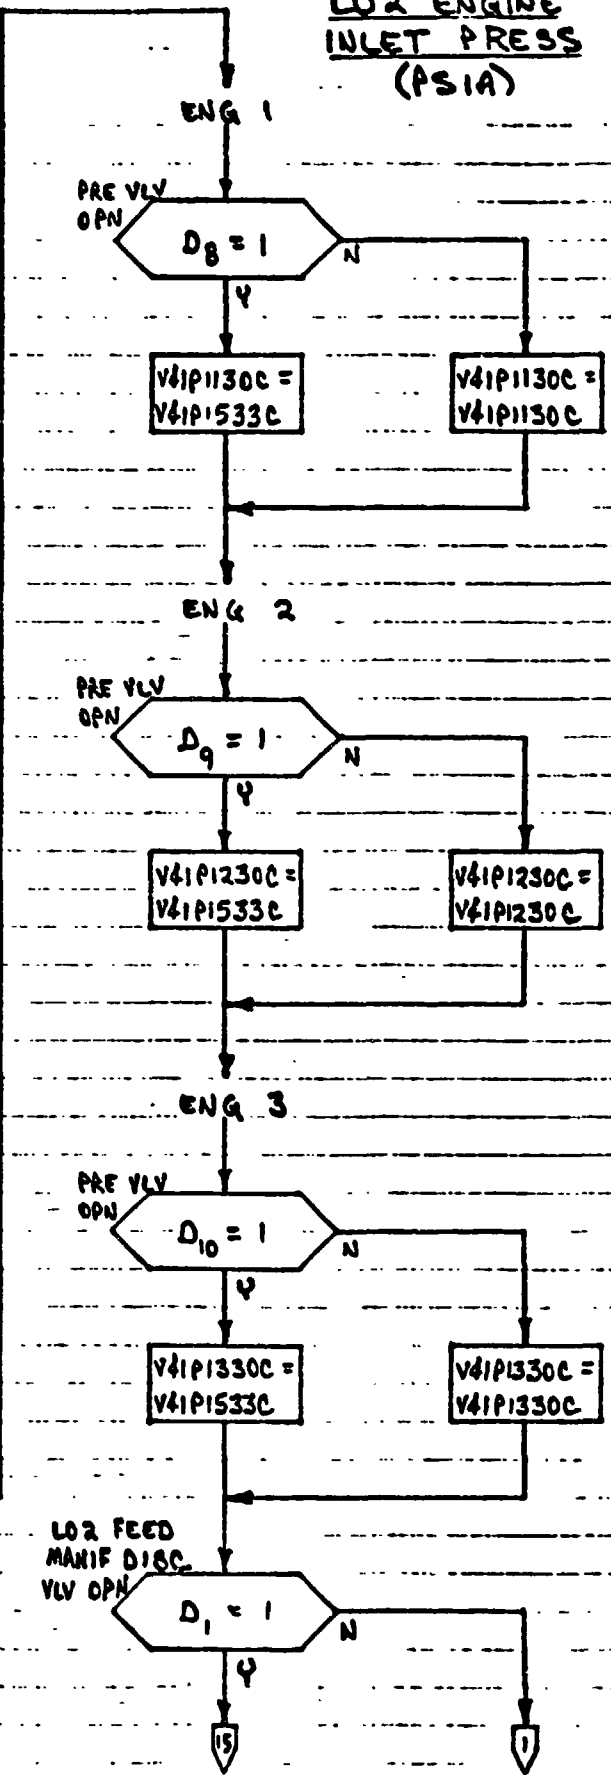 LO2 ENGINE
INLET PRESS
(PSIA)
ENG 1
PRE VLV
OPN
D8 = 1
N
Y
V41P1130C =
V41P1533C
V41P1130C =
V41P1130C
ENG 2
PRE VLV
OPN
D9 = 1
N
Y
V41P1230C =
V41P1533C
V41P1230C =
V41P1230C
ENG 3
PRE VLV
OPN
D10 = 1
N
Y
V41P1330C =
V41P1533C
V41P1330C =
V41P1330C
LO2 FEED
MANIF DISC
VLV OPN
D1 = 1
N
Y
15
1